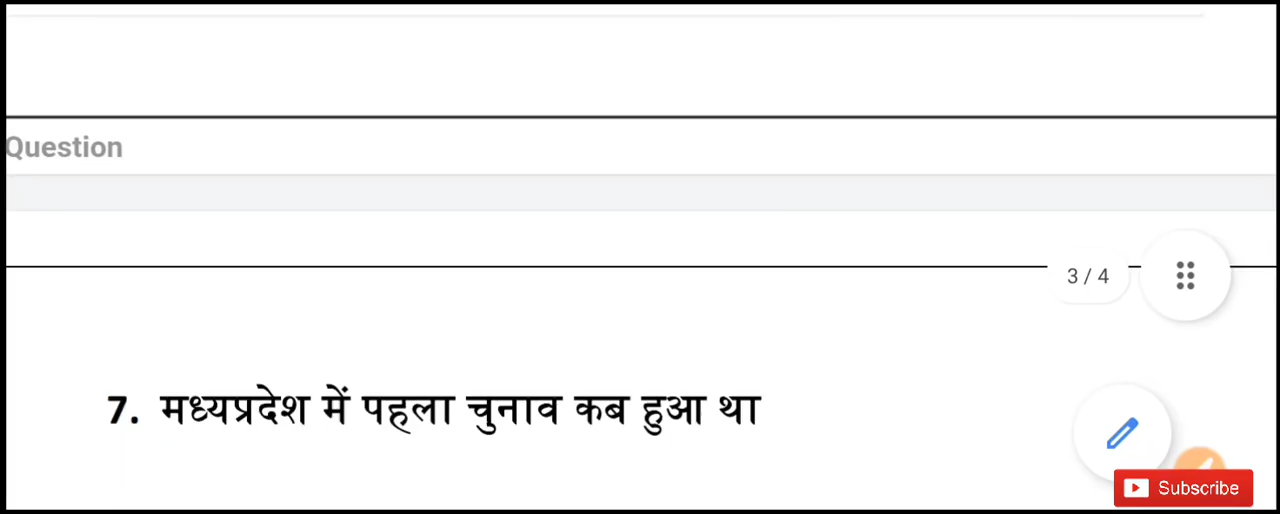 Question
3 / 4
7. मध्यप्रदेश में पहला चुनाव कब हुआ था
Subscribe